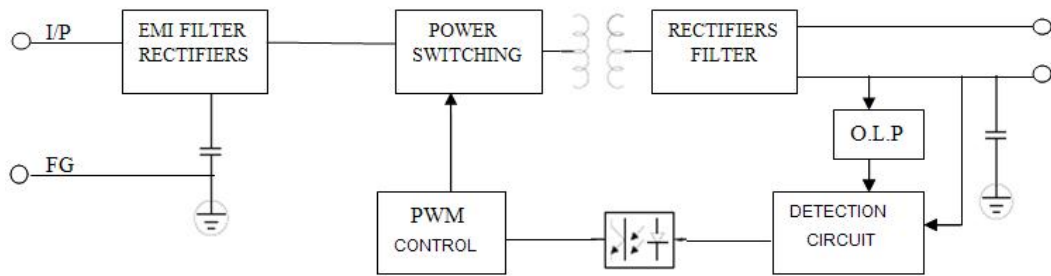 I/P
EMI FILTER
RECTIFIERS
POWER
SWITCHING
RECTIFIERS
FILTER
O.L.P
FG
PWM
CONTROL
DETECTION
CIRCUIT